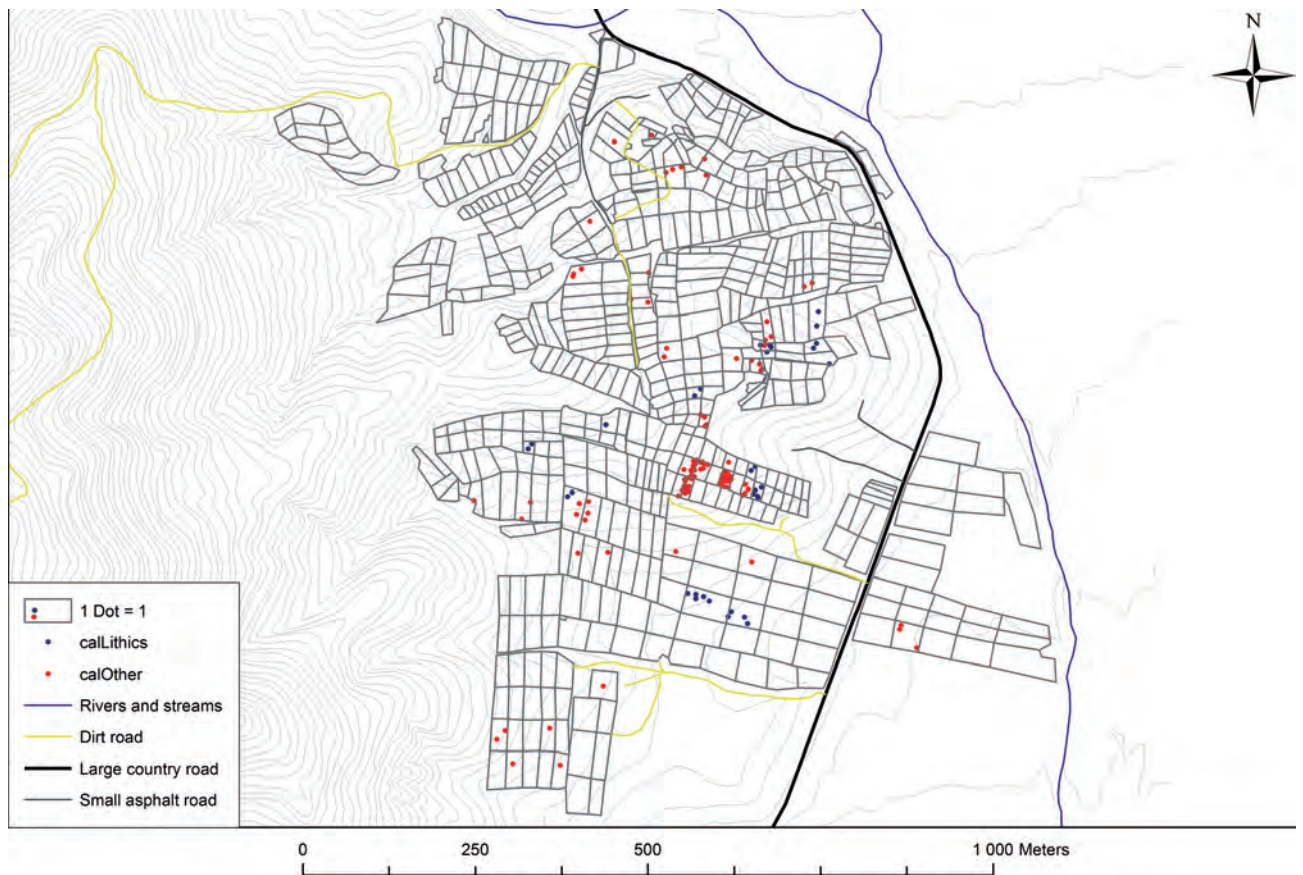 N
1 Dot = 1
calLithics
calOther
Rivers and streams
Dirt road
Large country road
Small asphalt road
0 250 500 1 000 Meters